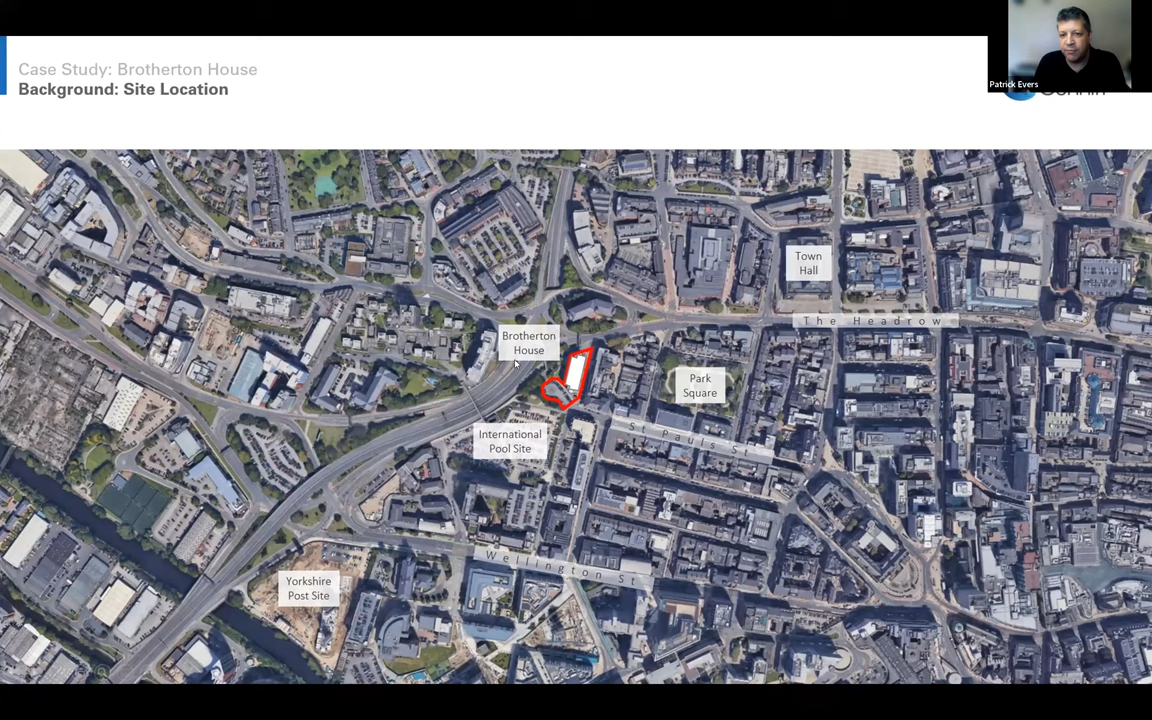 Case Study: Brotherton House
Background: Site Location
Patrick Evers
Town
Hall
The Headrow
Brotherton
House
Park
Square
St Pauls St
International
Pool Site
Wellington St
Yorkshire
Post Site